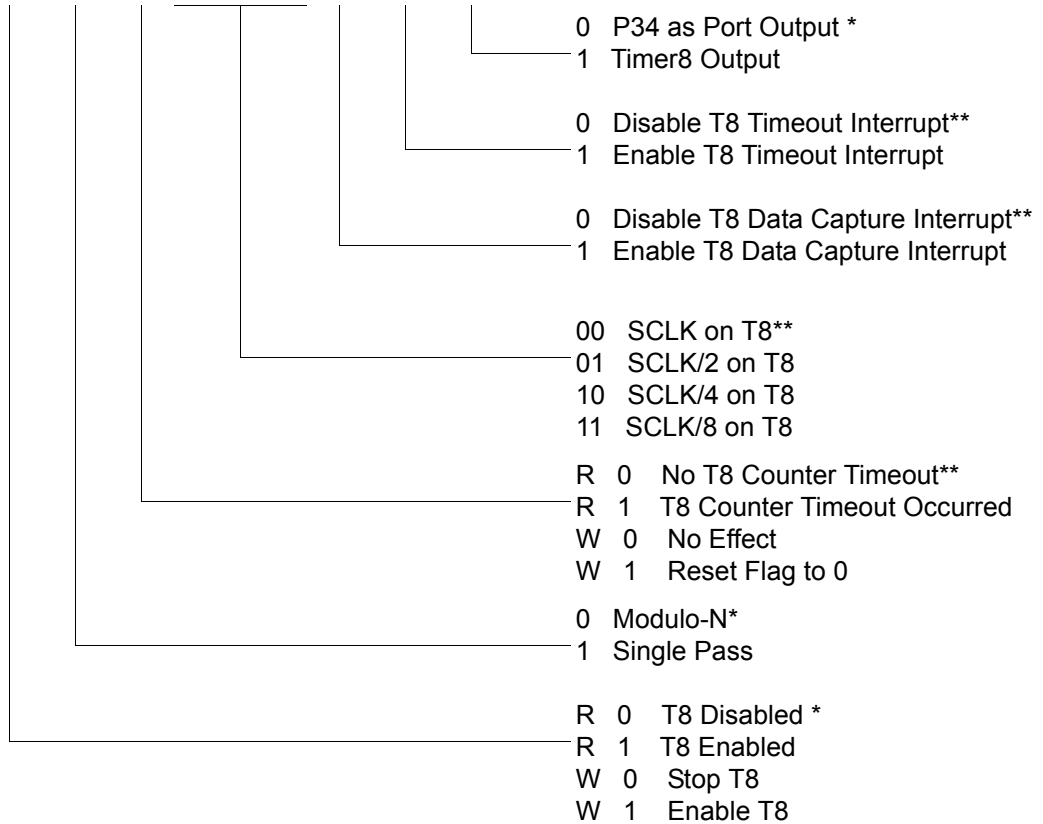 0 P34 as Port Output *
1 Timer8 Output
0 Disable T8 Timeout Interrupt**
1 Enable T8 Timeout Interrupt
0 Disable T8 Data Capture Interrupt**
1 Enable T8 Data Capture Interrupt
00 SCLK on T8**
01 SCLK/2 on T8
10 SCLK/4 on T8
11 SCLK/8 on T8
R 0 No T8 Counter Timeout**
R 1 T8 Counter Timeout Occurred
W 0 No Effect
W 1 Reset Flag to 0
0 Modulo-N*
1 Single Pass
R 0 T8 Disabled *
R 1 T8 Enabled
W 0 Stop T8
W 1 Enable T8